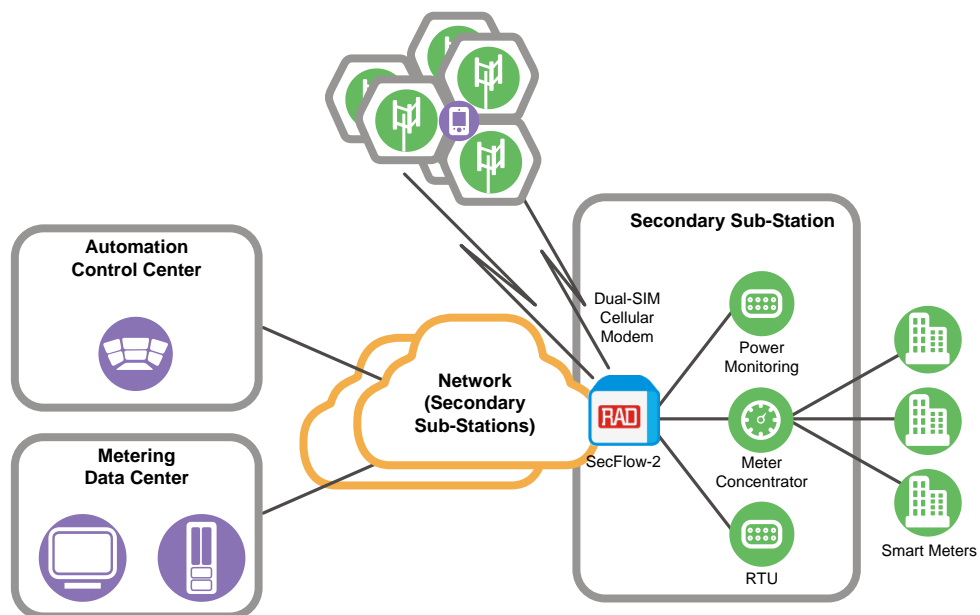 Automation
Control Center
Metering
Data Center
Network
(Secondary
Sub-Stations)
Secondary Sub-Station
Dual-SIM
Cellular
Modem
RAD
SecFlow-2
Power
Monitoring
Meter
Concentrator
RTU
Smart Meters